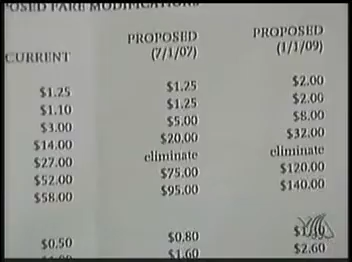 POSED FARE MODIFICATIONS
PROPOSED PROPOSED
CURRENT (7/1/07) (1/1/09)
$1.25 $1.25 $2.00
$1.10 $1.25 $2.00
$3.00 $5.00 $8.00
$14.00 $20.00 $32.00
$27.00 eliminate eliminate
$52.00 $75.00 $120.00
$58.00 $95.00 $140.00
$0.50 $0.80
$1.60 $2.60